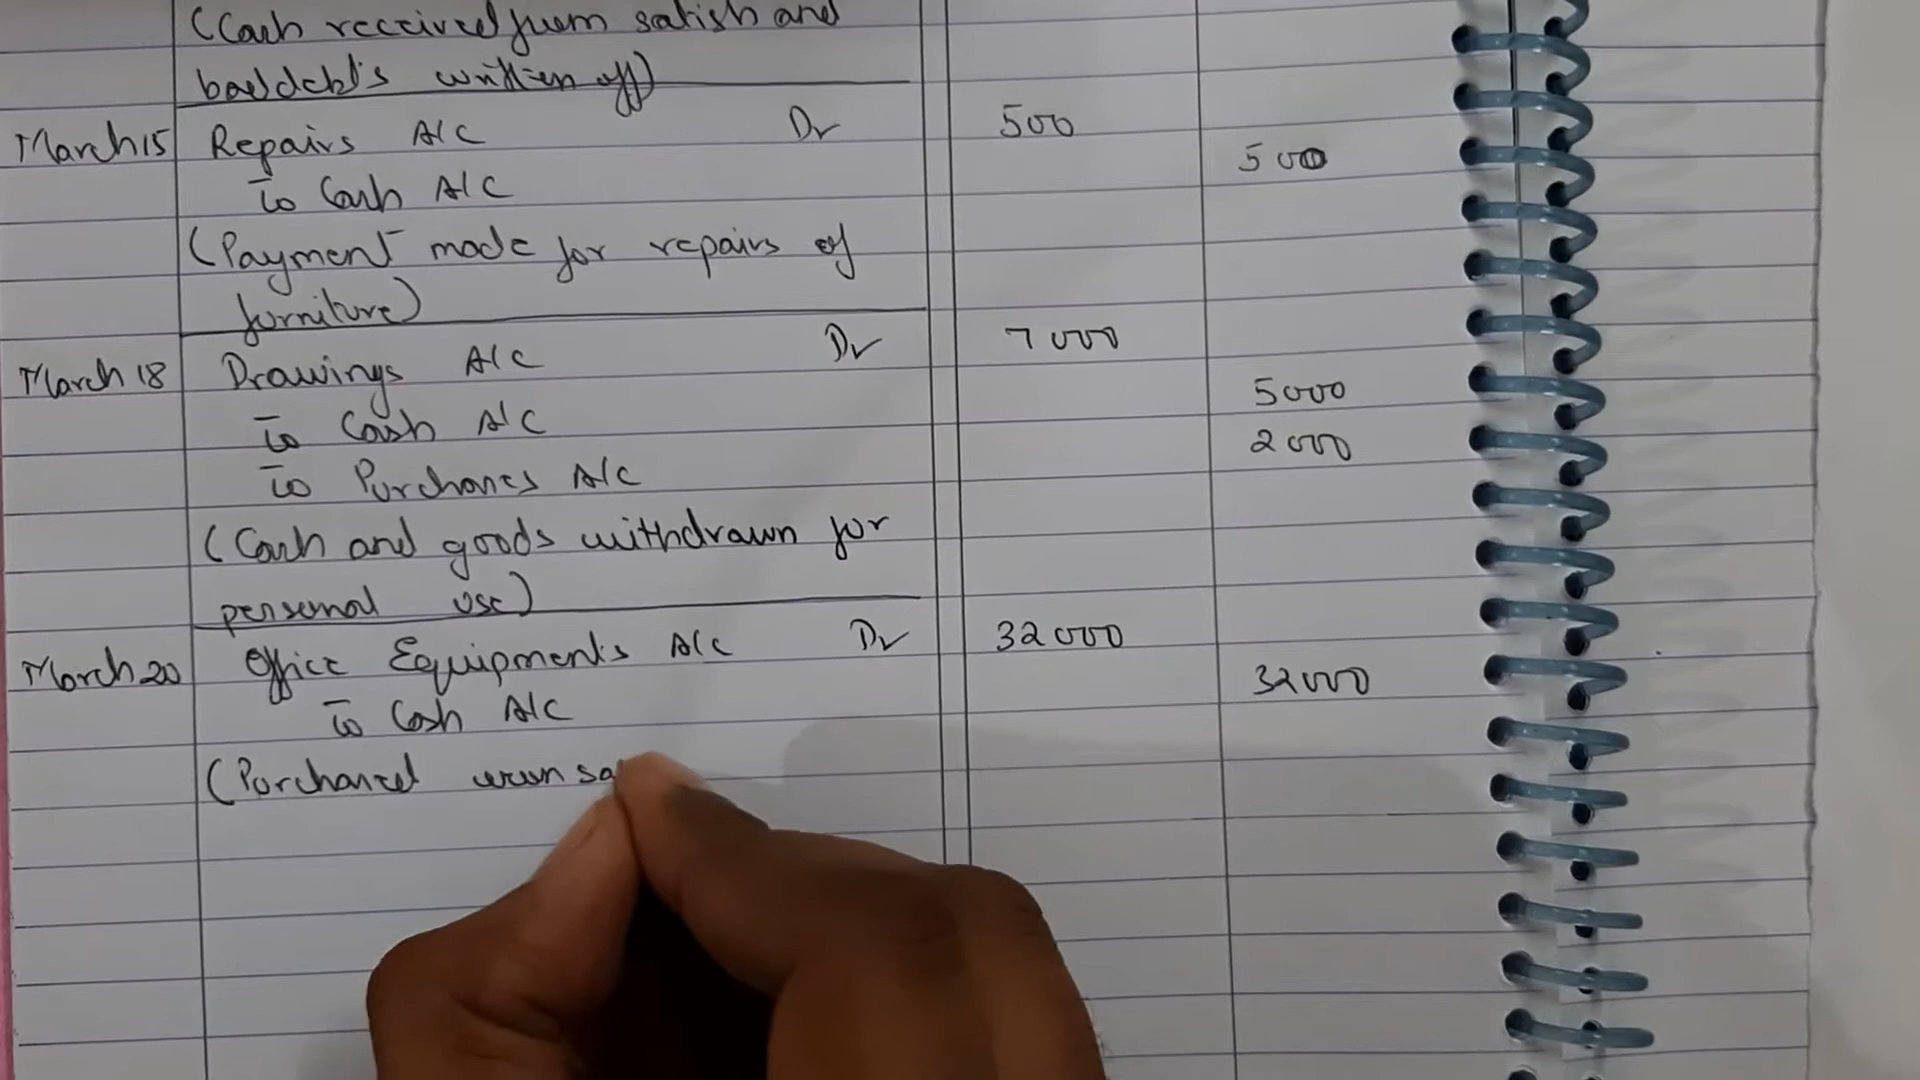 (Cash received from satish and
bad debts written off)
March 15 Repairs A/C Dr 500
To Cash A/C 500
(Payment made for repairs of
furniture)
March 18 Drawings A/C Dr 7000
To Cash A/C 5000
To Purchases A/C 2000
(Cash and goods withdrawn for
personal use)
March 20 Office Equipments A/C Dr 32000
To Cash A/C 32000
(Purchased